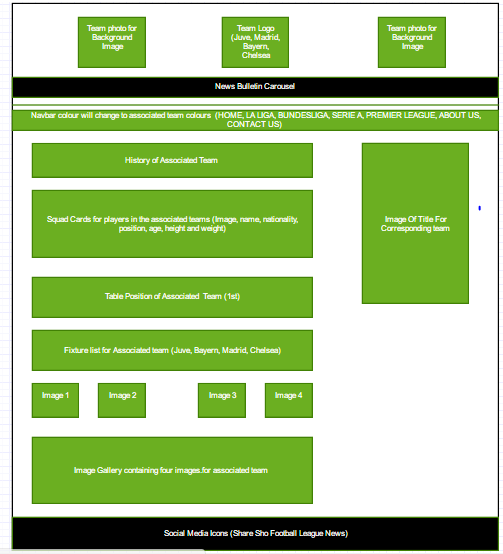 Team photo for
Background
Image
Team Logo
(Juve, Madrid,
Bayern,
Chelsea
Team photo for
Background
Image
News Bulletin Carousel
Navbar colour will change to associated team colours (HOME, LA LIGA, BUNDESLIGA, SERIE A, PREMIER LEAGUE, ABOUT US,
CONTACT US)
History of Associated Team
Squad Cards for players in the associated teams (Image, name, nationality,
position, age, height and weight)
Image Of Title For
Corresponding team
Table Position of Associated Team (1st)
Fixture list for Associated team (Juve, Bayern, Madrid, Chelsea)
Image 1
Image 2
Image 3
Image 4
Image Gallery containing four images.for associated team
Social Media Icons (Share Sho Football League News)